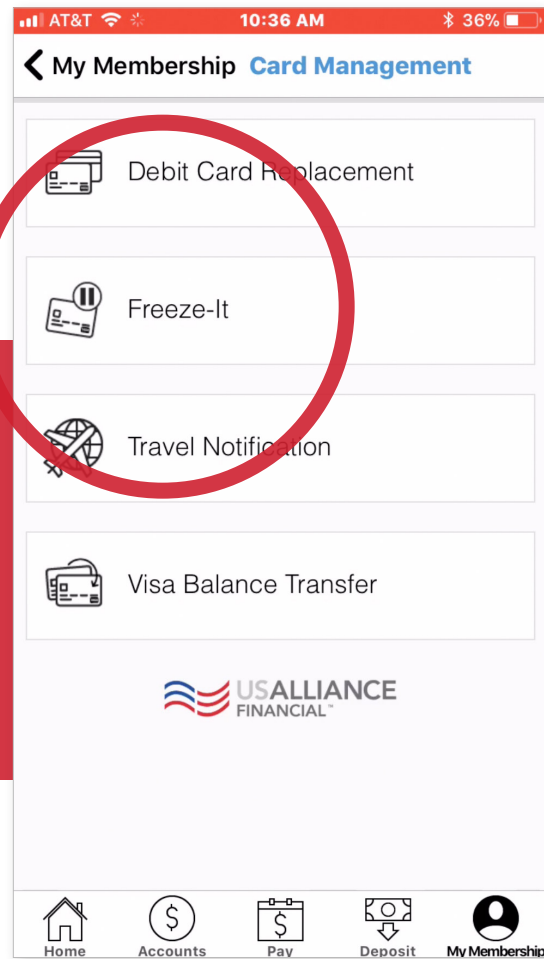 AT&T 10:36 AM 36%
My Membership Card Management
Debit Card Replacement
Freeze-It
Travel Notification
Visa Balance Transfer
USALLIANCE
FINANCIAL™
Home Accounts Pay Deposit My Membership